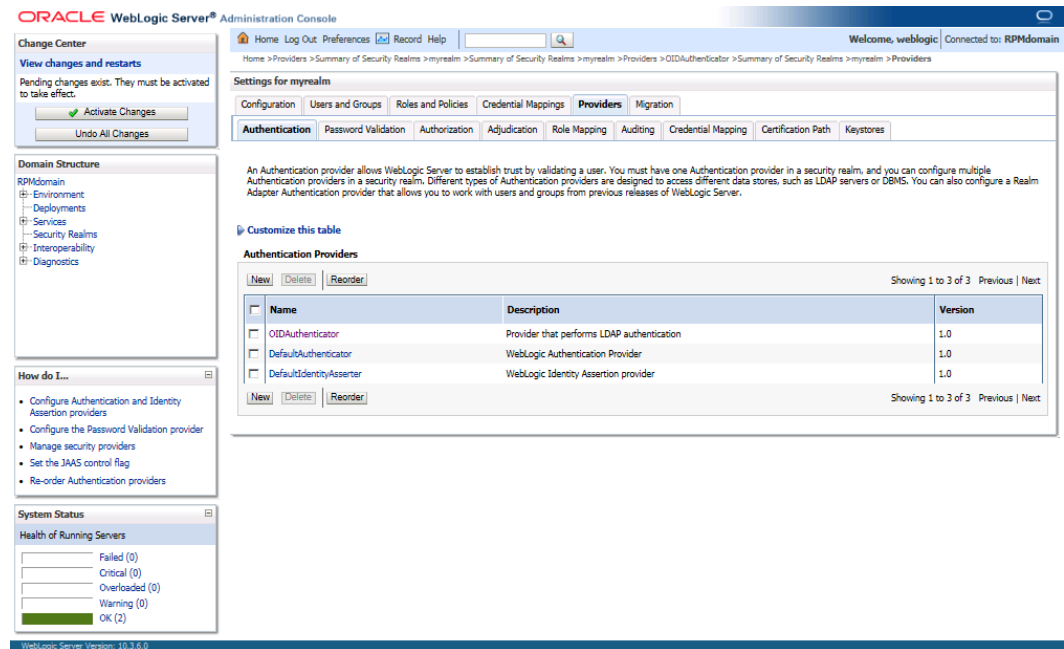 ORACLE WebLogic Server® Administration Console
Change Center
View changes and restarts
Pending changes exist. They must be activated
to take effect.
Activate Changes
Undo All Changes
Domain Structure
RPMdomain
Environment
Deployments
Services
Security Realms
Interoperability
Diagnostics
How do I...
Configure Authentication and Identity
Assertion providers
Configure the Password Validation provider
Manage security providers
Set the JAAS control flag
Re-order Authentication providers
System Status
Health of Running Servers
Failed (0)
Critical (0)
Overloaded (0)
Warning (0)
OK (2)
Home Log Out Preferences Record Help
Welcome, weblogic Connected to: RPMdomain
Home >Providers >Summary of Security Realms >myrealm >Summary of Security Realms >myrealm >Providers >OIDAuthenticator >Summary of Security Realms >myrealm >Providers
Settings for myrealm
Configuration Users and Groups Roles and Policies Credential Mappings Providers Migration
Authentication Password Validation Authorization Adjudication Role Mapping Auditing Credential Mapping Certification Path Keystores
An Authentication provider allows WebLogic Server to establish trust by validating a user. You must have one Authentication provider in a security realm, and you can configure multiple
Authentication providers in a security realm. Different types of Authentication providers are designed to access different data stores, such as LDAP servers or DBMS. You can also configure a Realm
Adapter Authentication provider that allows you to work with users and groups from previous releases of WebLogic Server.
Customize this table
Authentication Providers
New Delete Reorder Showing 1 to 3 of 3 Previous | Next
Name Description Version
OIDAuthenticator Provider that performs LDAP authentication 1.0
DefaultAuthenticator WebLogic Authentication Provider 1.0
DefaultIdentityAsserter WebLogic Identity Assertion provider 1.0
New Delete Reorder Showing 1 to 3 of 3 Previous | Next
WebLogic Server Version: 10.3.6.0